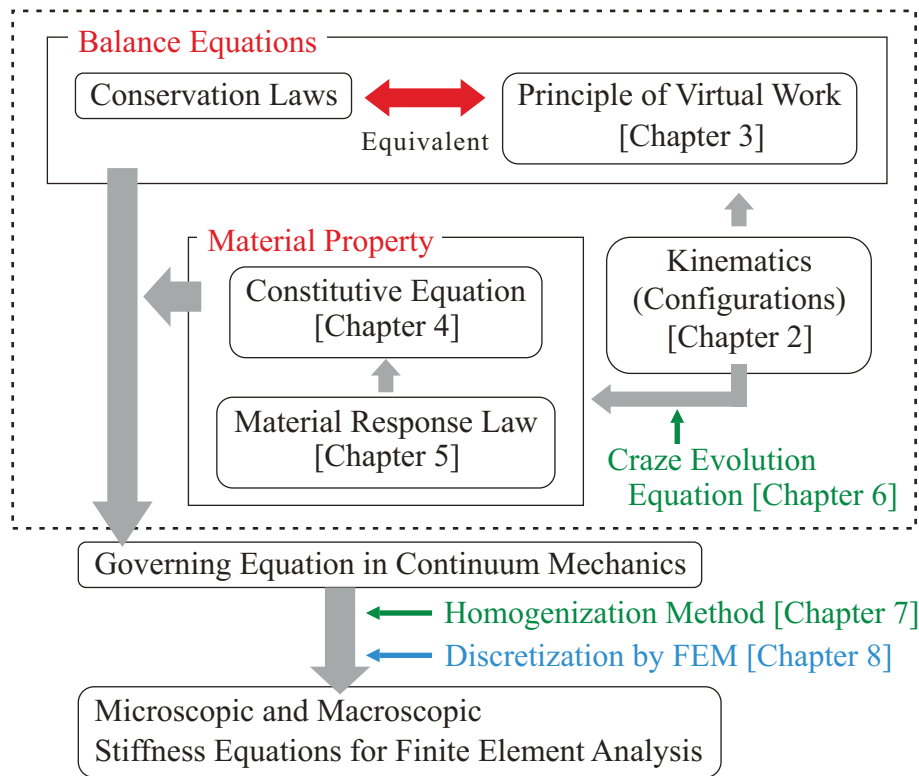 Balance Equations
Conservation Laws
Equivalent
Principle of Virtual Work
[Chapter 3]
Material Property
Constitutive Equation
[Chapter 4]
Material Response Law
[Chapter 5]
Kinematics
(Configurations)
[Chapter 2]
Craze Evolution
Equation [Chapter 6]
Governing Equation in Continuum Mechanics
Homogenization Method [Chapter 7]
Discretization by FEM [Chapter 8]
Microscopic and Macroscopic
Stiffness Equations for Finite Element Analysis